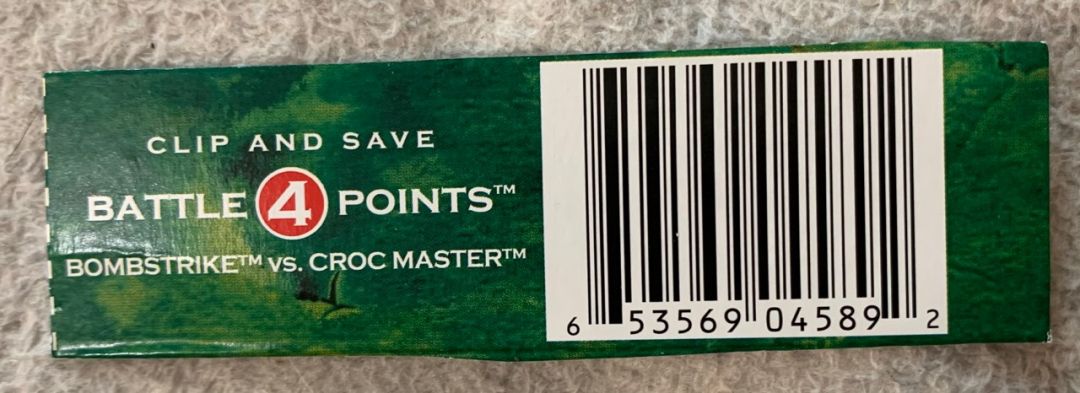 CLIP AND SAVE
BATTLE 4 POINTS™
BOMBSTRIKE™ VS. CROC MASTER™
6 53569 04589 2